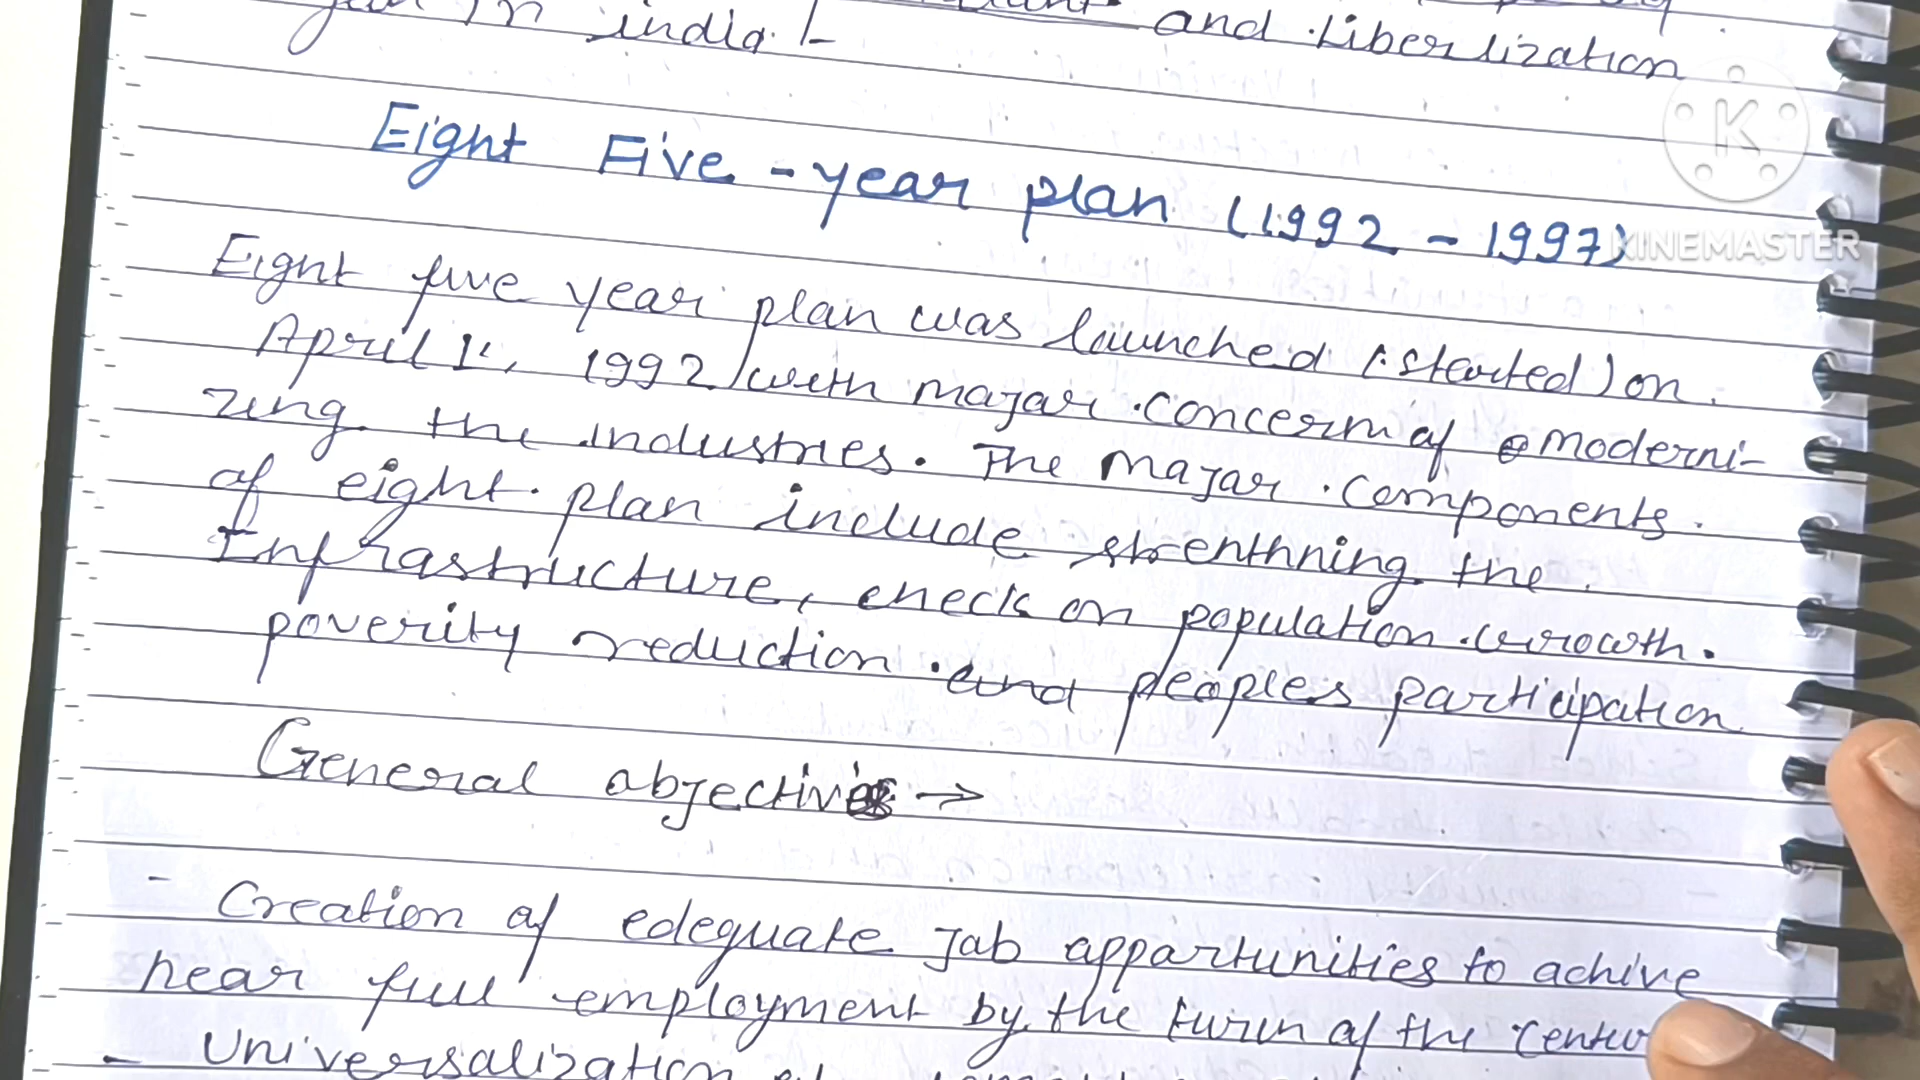 in india !- and Liberlization
Eight Five - year plan (1992 - 1997)
KINEMASTER
Eight five year plan was launched (started) on
April 1, 1992 with major concern of moderni-
zing the industries. The major components
of eight plan include strenthning the
Infrastructure, check on population growth.
poverity reduction and peoples participation
General objectives →
- Creation of edequate job opportunities to achive
near full employment by the turn of the centu
- Universalization